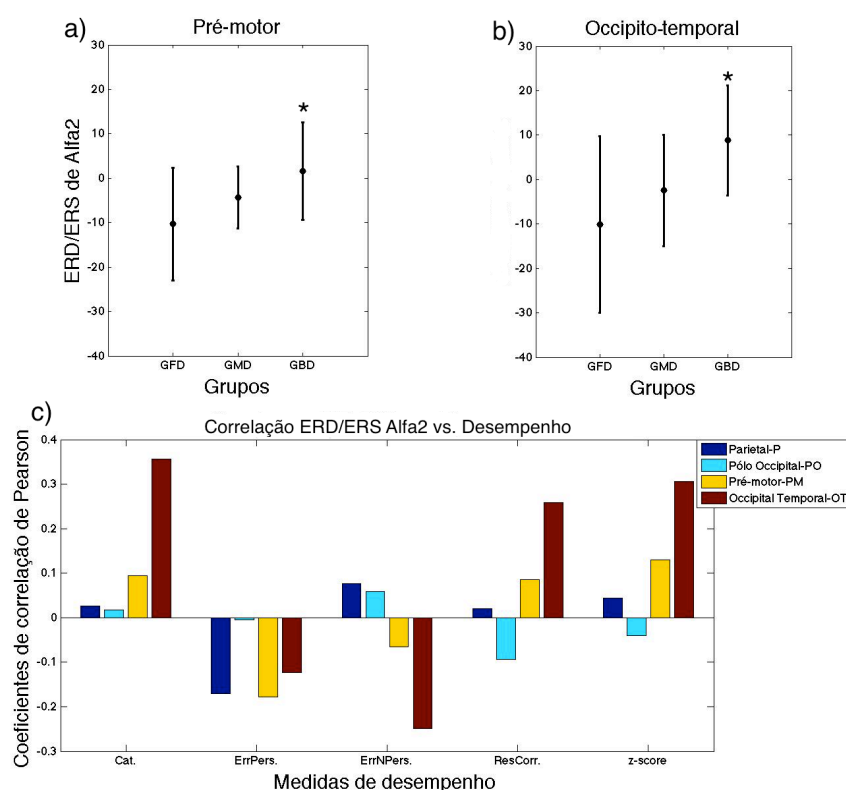 a)
Pré-motor
30
20
10
0
-10
-20
-30
-40
ERD/ERS de Alfa2
*
GFD GMD GBD
Grupos
b)
Occipito-temporal
30
20
10
0
-10
-20
-30
-40
*
GFD GMD GBD
Grupos
c)
Correlação ERD/ERS Alfa2 vs. Desempenho
Coeficientes de correlação de Pearson
0.4
0.3
0.2
0.1
0
-0.1
-0.2
-0.3
Parietal-P
Pólo Occipital-PO
Pré-motor-PM
Occipital Temporal-OT
Cat. ErrPers. ErrNPers. ResCorr. z-score
Medidas de desempenho